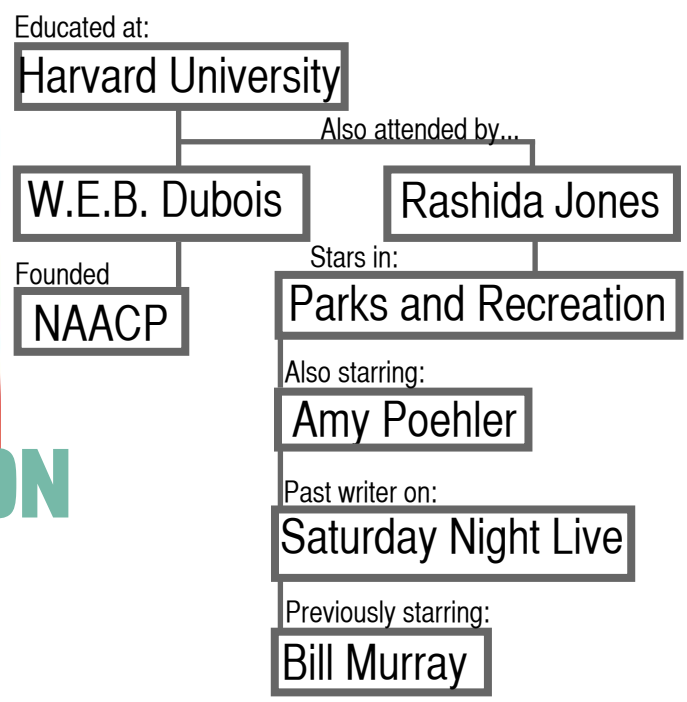 Educated at:
Harvard University
Also attended by...
W.E.B. Dubois
Rashida Jones
Founded
NAACP
Stars in:
Parks and Recreation
Also starring:
Amy Poehler
ON
Past writer on:
Saturday Night Live
Previously starring:
Bill Murray